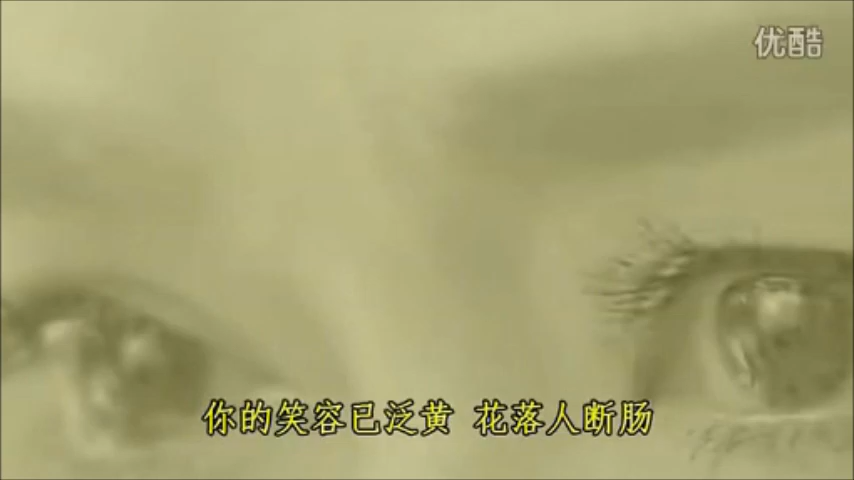 优酷
你的笑容已泛黄 花落人断肠